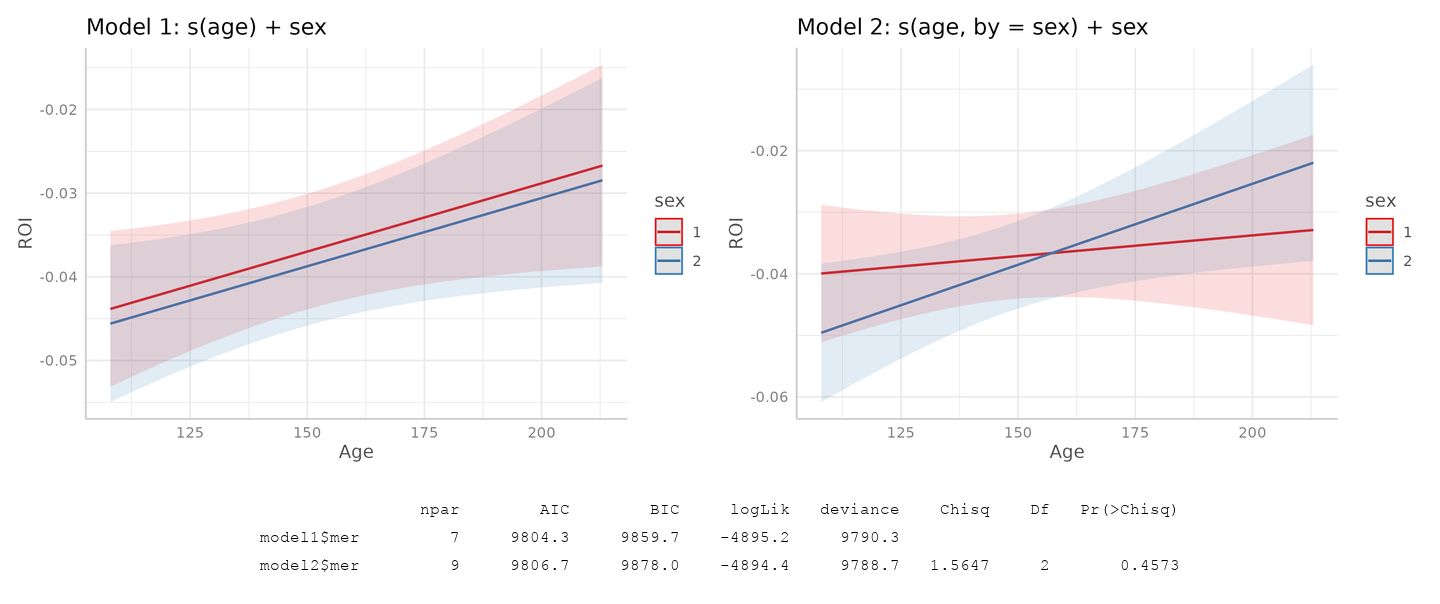 Model 1: s(age) + sex
-0.02
-0.03
-0.04
-0.05
ROI
125 150 175 200
Age
sex
1
2
Model 2: s(age, by = sex) + sex
-0.02
-0.04
-0.06
ROI
125 150 175 200
Age
sex
1
2
npar AIC BIC logLik deviance Chisq Df Pr(>Chisq)
model1$mer 7 9804.3 9859.7 -4895.2 9790.3
model2$mer 9 9806.7 9878.0 -4894.4 9788.7 1.5647 2 0.4573